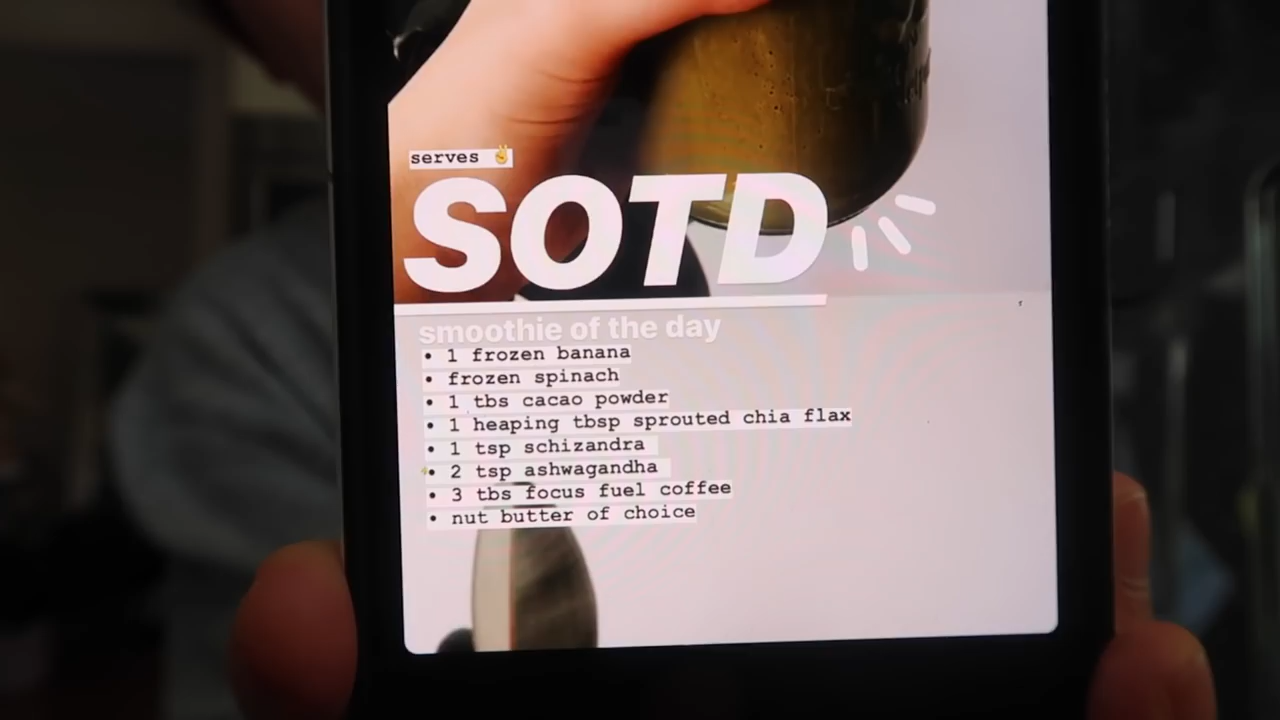 serves ✌
SOTD
smoothie of the day
• 1 frozen banana
• frozen spinach
• 1 tbs cacao powder
• 1 heaping tbsp sprouted chia flax
• 1 tsp schizandra
• 2 tsp ashwagandha
• 3 tbs focus fuel coffee
• nut butter of choice